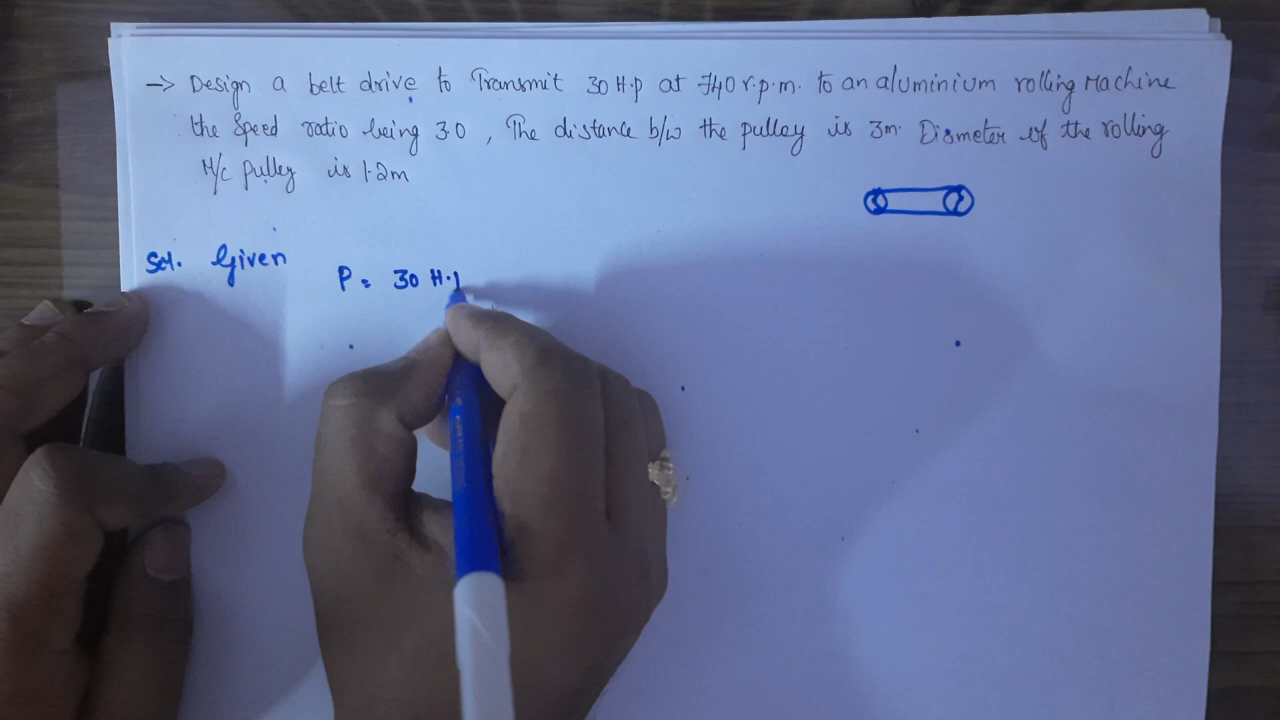 → Design a belt drive to Transmit 30 H.p at 740 r.p.m. to an aluminium rolling Machine
the Speed ratio being 3.0 , The distance b/w the pulley is 3m. Diameter of the rolling
M/c pulley is 1.2m
Sol. Given
P = 30 H.p